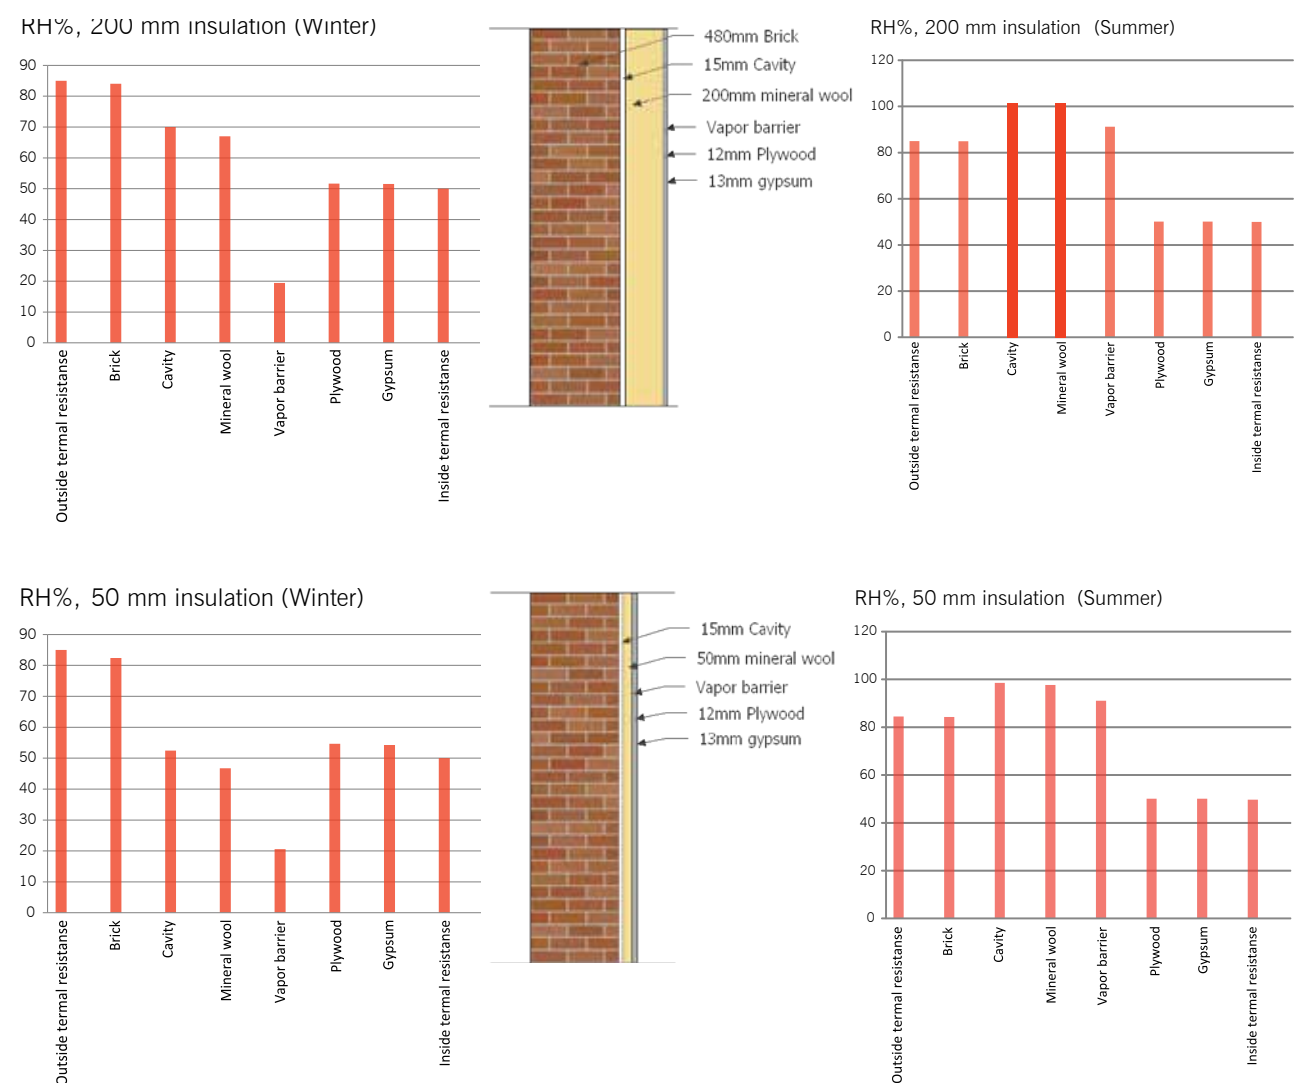 RH%, 200 mm insulation (Winter)
90
80
70
60
50
40
30
20
10
0
Outside termal resistanse
Brick
Cavity
Mineral wool
Vapor barrier
Plywood
Gypsum
Inside termal resistanse
480mm Brick
15mm Cavity
200mm mineral wool
Vapor barrier
12mm Plywood
13mm gypsum
RH%, 200 mm insulation (Summer)
120
100
80
60
40
20
0
Outside termal resistanse
Brick
Cavity
Mineral wool
Vapor barrier
Plywood
Gypsum
Inside termal resistanse
RH%, 50 mm insulation (Winter)
90
80
70
60
50
40
30
20
10
0
Outside termal resistanse
Brick
Cavity
Mineral wool
Vapor barrier
Plywood
Gypsum
Inside termal resistanse
15mm Cavity
50mm mineral wool
Vapor barrier
12mm Plywood
13mm gypsum
RH%, 50 mm insulation (Summer)
120
100
80
60
40
20
0
Outside termal resistanse
Brick
Cavity
Mineral wool
Vapor barrier
Plywood
Gypsum
Inside termal resistanse